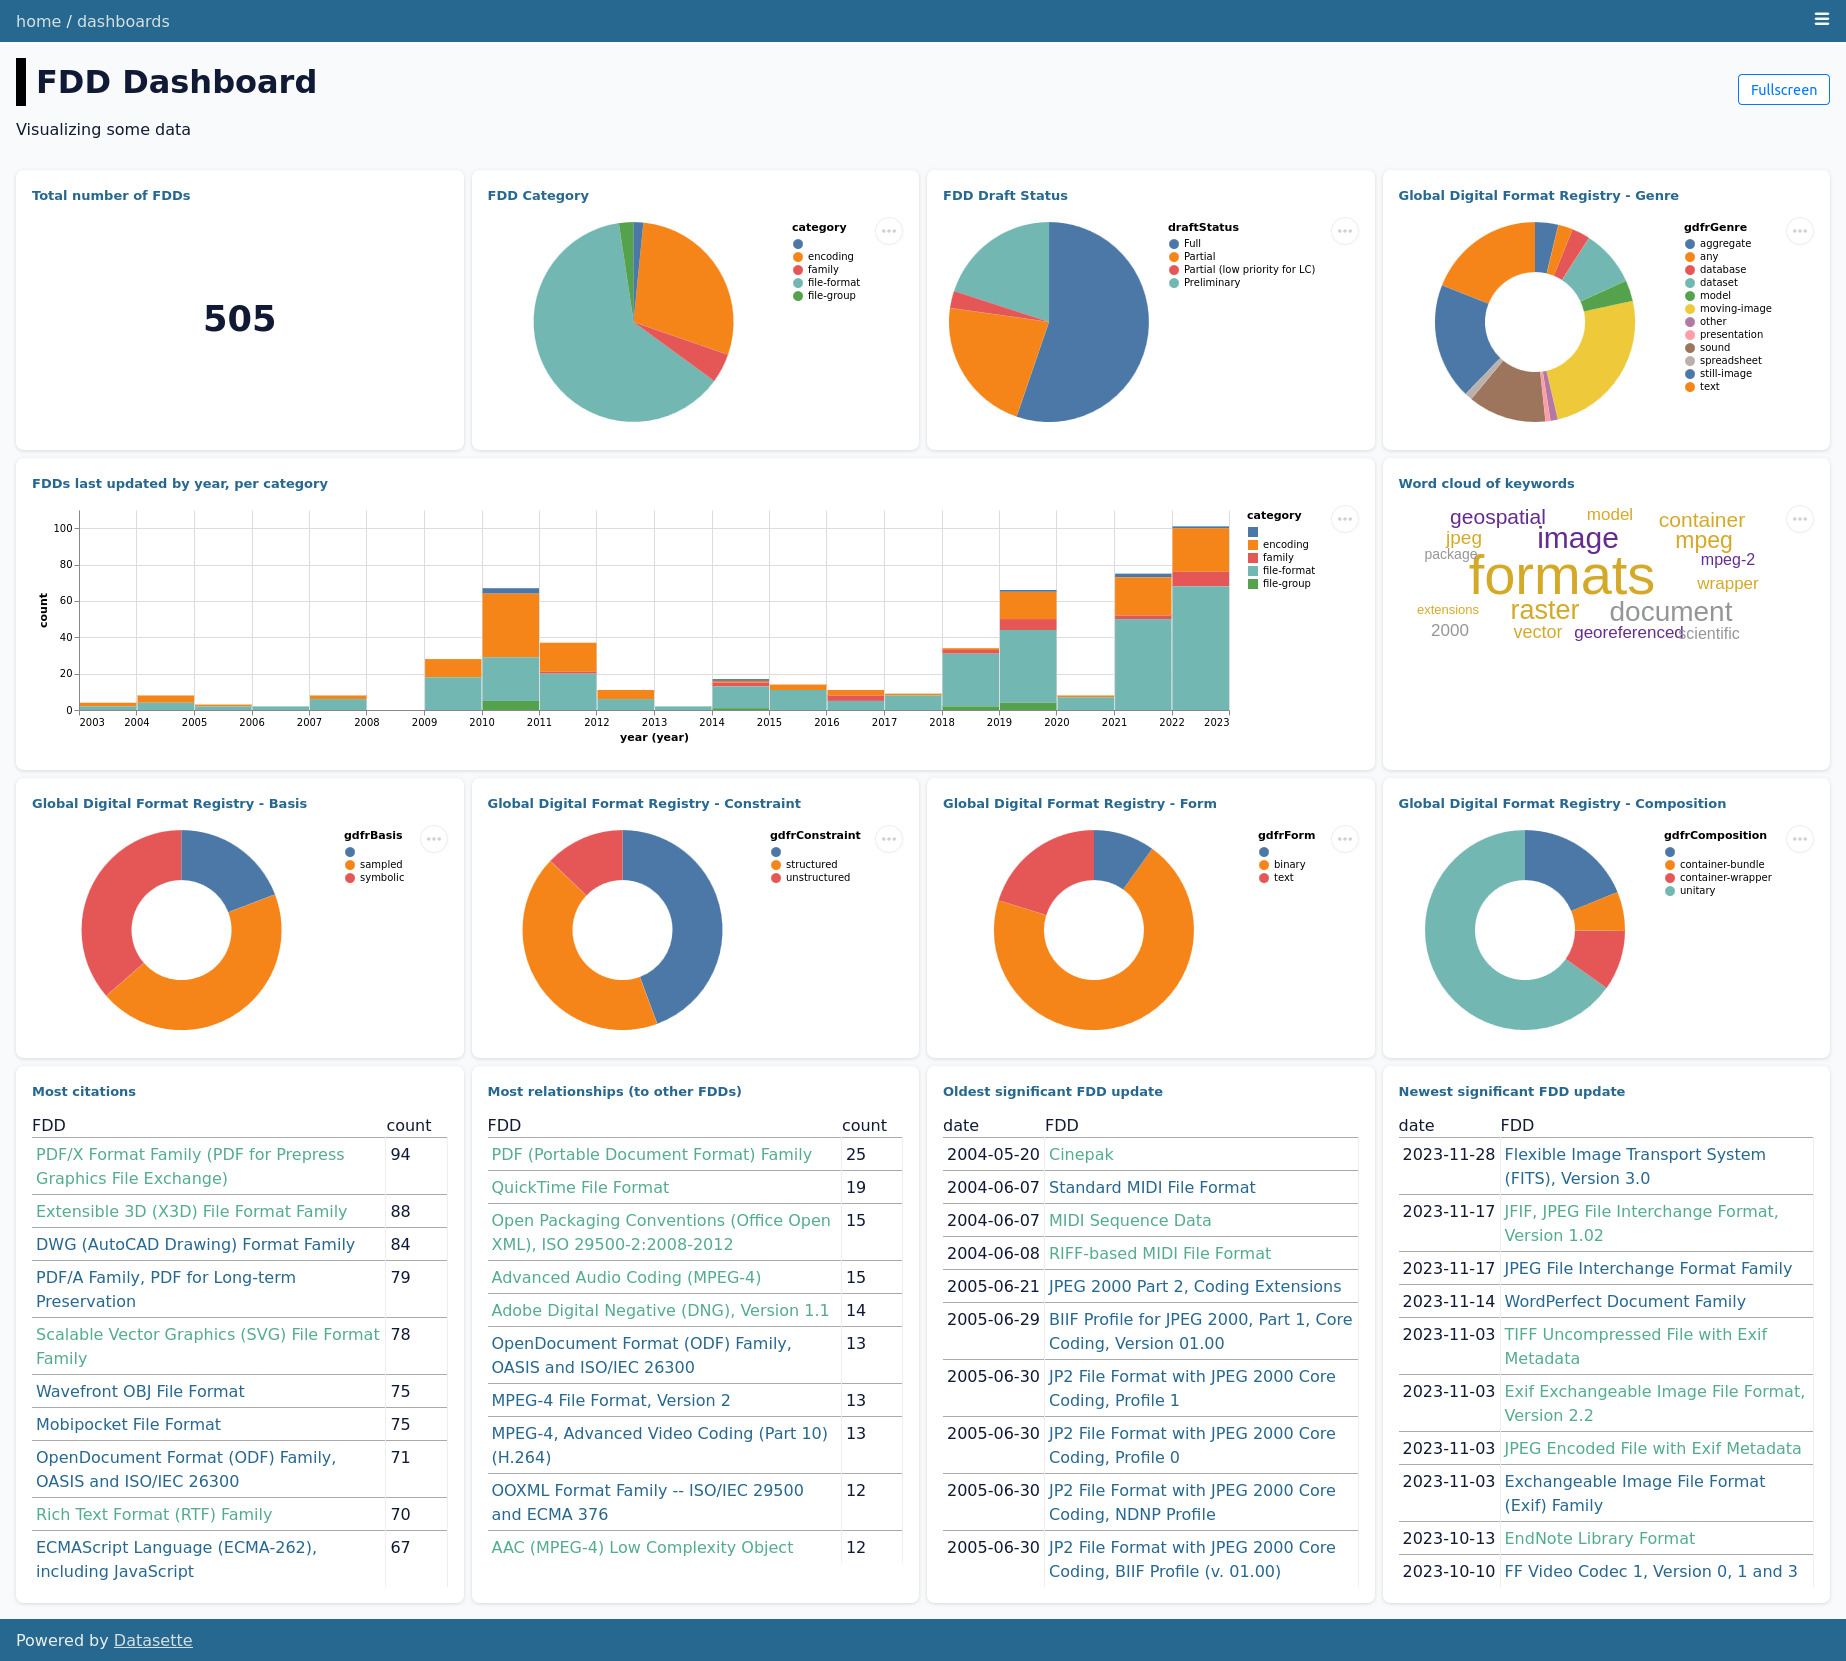 home / dashboards
FDD Dashboard
Fullscreen
Visualizing some data
Total number of FDDs
505
FDD Category
category
encoding
family
file-format
file-group
FDD Draft Status
draftStatus
Full
Partial
Partial (low priority for LC)
Preliminary
Global Digital Format Registry - Genre
gdfrGenre
aggregate
any
database
dataset
model
moving-image
other
presentation
sound
spreadsheet
still-image
text
FDDs last updated by year, per category
count
100
80
60
40
20
0
2003 2004 2005 2006 2007 2008 2009 2010 2011 2012 2013 2014 2015 2016 2017 2018 2019 2020 2021 2022 2023
year (year)
category
encoding
family
file-format
file-group
Word cloud of keywords
geospatial model container
jpeg image mpeg
package mpeg-2
formats wrapper
extensions raster document
2000 vector georeferenced scientific
Global Digital Format Registry - Basis
gdfrBasis
sampled
symbolic
Global Digital Format Registry - Constraint
gdfrConstraint
structured
unstructured
Global Digital Format Registry - Form
gdfrForm
binary
text
Global Digital Format Registry - Composition
gdfrComposition
container-bundle
container-wrapper
unitary
Most citations
FDD count
PDF/X Format Family (PDF for Prepress 94
Graphics File Exchange)
Extensible 3D (X3D) File Format Family 88
DWG (AutoCAD Drawing) Format Family 84
PDF/A Family, PDF for Long-term 79
Preservation
Scalable Vector Graphics (SVG) File Format 78
Family
Wavefront OBJ File Format 75
Mobipocket File Format 75
OpenDocument Format (ODF) Family, 71
OASIS and ISO/IEC 26300
Rich Text Format (RTF) Family 70
ECMAScript Language (ECMA-262), 67
including JavaScript
Most relationships (to other FDDs)
FDD count
PDF (Portable Document Format) Family 25
QuickTime File Format 19
Open Packaging Conventions (Office Open 15
XML), ISO 29500-2:2008-2012
Advanced Audio Coding (MPEG-4) 15
Adobe Digital Negative (DNG), Version 1.1 14
OpenDocument Format (ODF) Family, 13
OASIS and ISO/IEC 26300
MPEG-4 File Format, Version 2 13
MPEG-4, Advanced Video Coding (Part 10) 13
(H.264)
OOXML Format Family -- ISO/IEC 29500 12
and ECMA 376
AAC (MPEG-4) Low Complexity Object 12
Oldest significant FDD update
date FDD
2004-05-20 Cinepak
2004-06-07 Standard MIDI File Format
2004-06-07 MIDI Sequence Data
2004-06-08 RIFF-based MIDI File Format
2005-06-21 JPEG 2000 Part 2, Coding Extensions
2005-06-29 BIIF Profile for JPEG 2000, Part 1, Core
Coding, Version 01.00
2005-06-30 JP2 File Format with JPEG 2000 Core
Coding, Profile 1
2005-06-30 JP2 File Format with JPEG 2000 Core
Coding, Profile 0
2005-06-30 JP2 File Format with JPEG 2000 Core
Coding, NDNP Profile
2005-06-30 JP2 File Format with JPEG 2000 Core
Coding, BIIF Profile (v. 01.00)
Newest significant FDD update
date FDD
2023-11-28 Flexible Image Transport System
(FITS), Version 3.0
2023-11-17 JFIF, JPEG File Interchange Format,
Version 1.02
2023-11-17 JPEG File Interchange Format Family
2023-11-14 WordPerfect Document Family
2023-11-03 TIFF Uncompressed File with Exif
Metadata
2023-11-03 Exif Exchangeable Image File Format,
Version 2.2
2023-11-03 JPEG Encoded File with Exif Metadata
2023-11-03 Exchangeable Image File Format
(Exif) Family
2023-10-13 EndNote Library Format
2023-10-10 FF Video Codec 1, Version 0, 1 and 3
Powered by Datasette